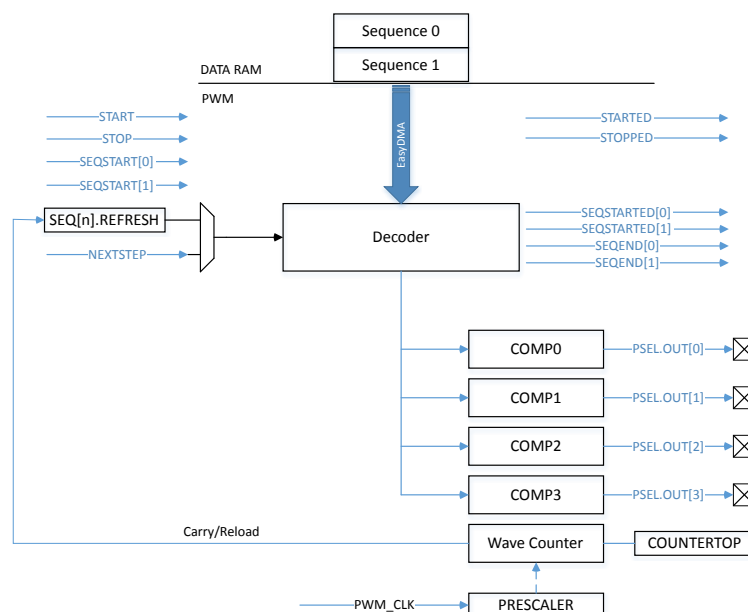 Sequence 0
Sequence 1
DATA RAM
PWM
START
STOP
SEQSTART[0]
SEQSTART[1]
EasyDMA
STARTED
STOPPED
SEQ[n].REFRESH
NEXTSTEP
Decoder
SEQSTARTED[0]
SEQSTARTED[1]
SEQEND[0]
SEQEND[1]
COMP0
PSEL.OUT[0]
COMP1
PSEL.OUT[1]
COMP2
PSEL.OUT[2]
COMP3
PSEL.OUT[3]
Carry/Reload
Wave Counter
COUNTERTOP
PWM_CLK
PRESCALER